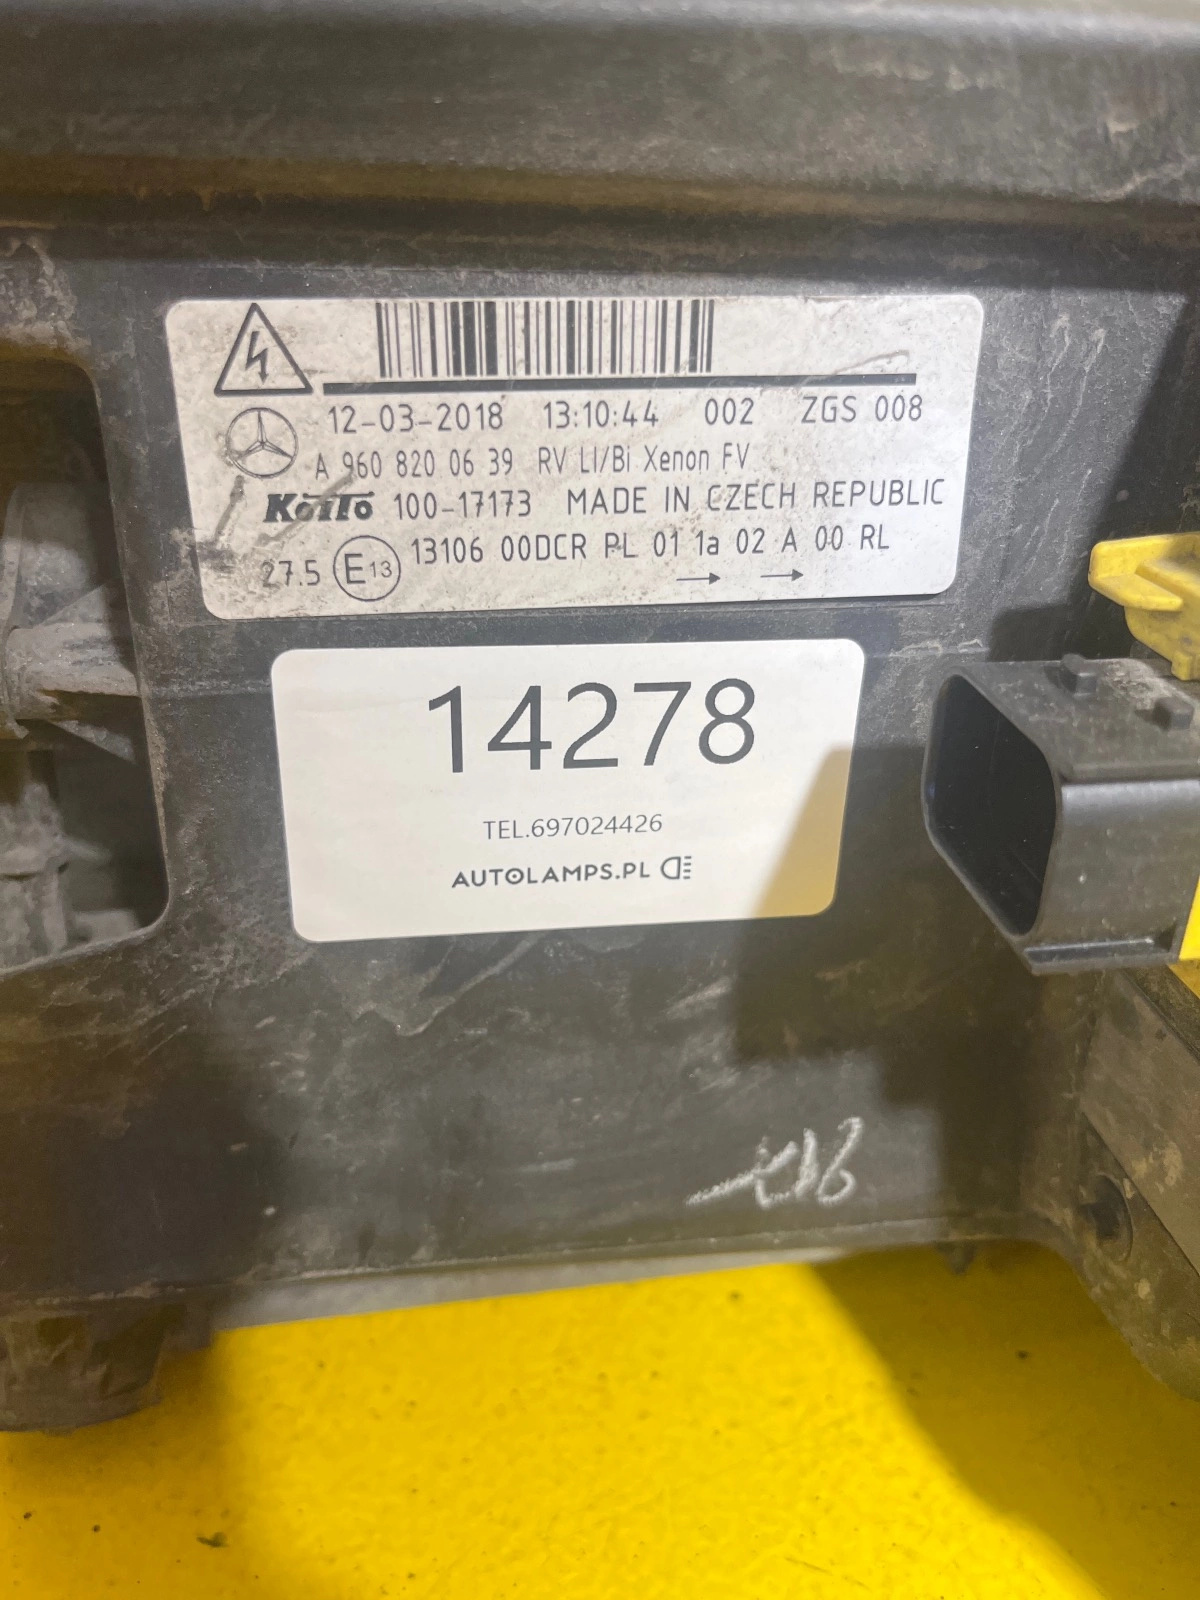 12-03-2018 13:10:44 002 ZGS 008
A 960 820 06 39 RV LI/Bi Xenon FV
KOITO 100-17173 MADE IN CZECH REPUBLIC
27.5 E13 13106 00DCR PL 01 1a 02 A 00 RL
→ →
14278
TEL.697024426
AUTOLAMPS.PL